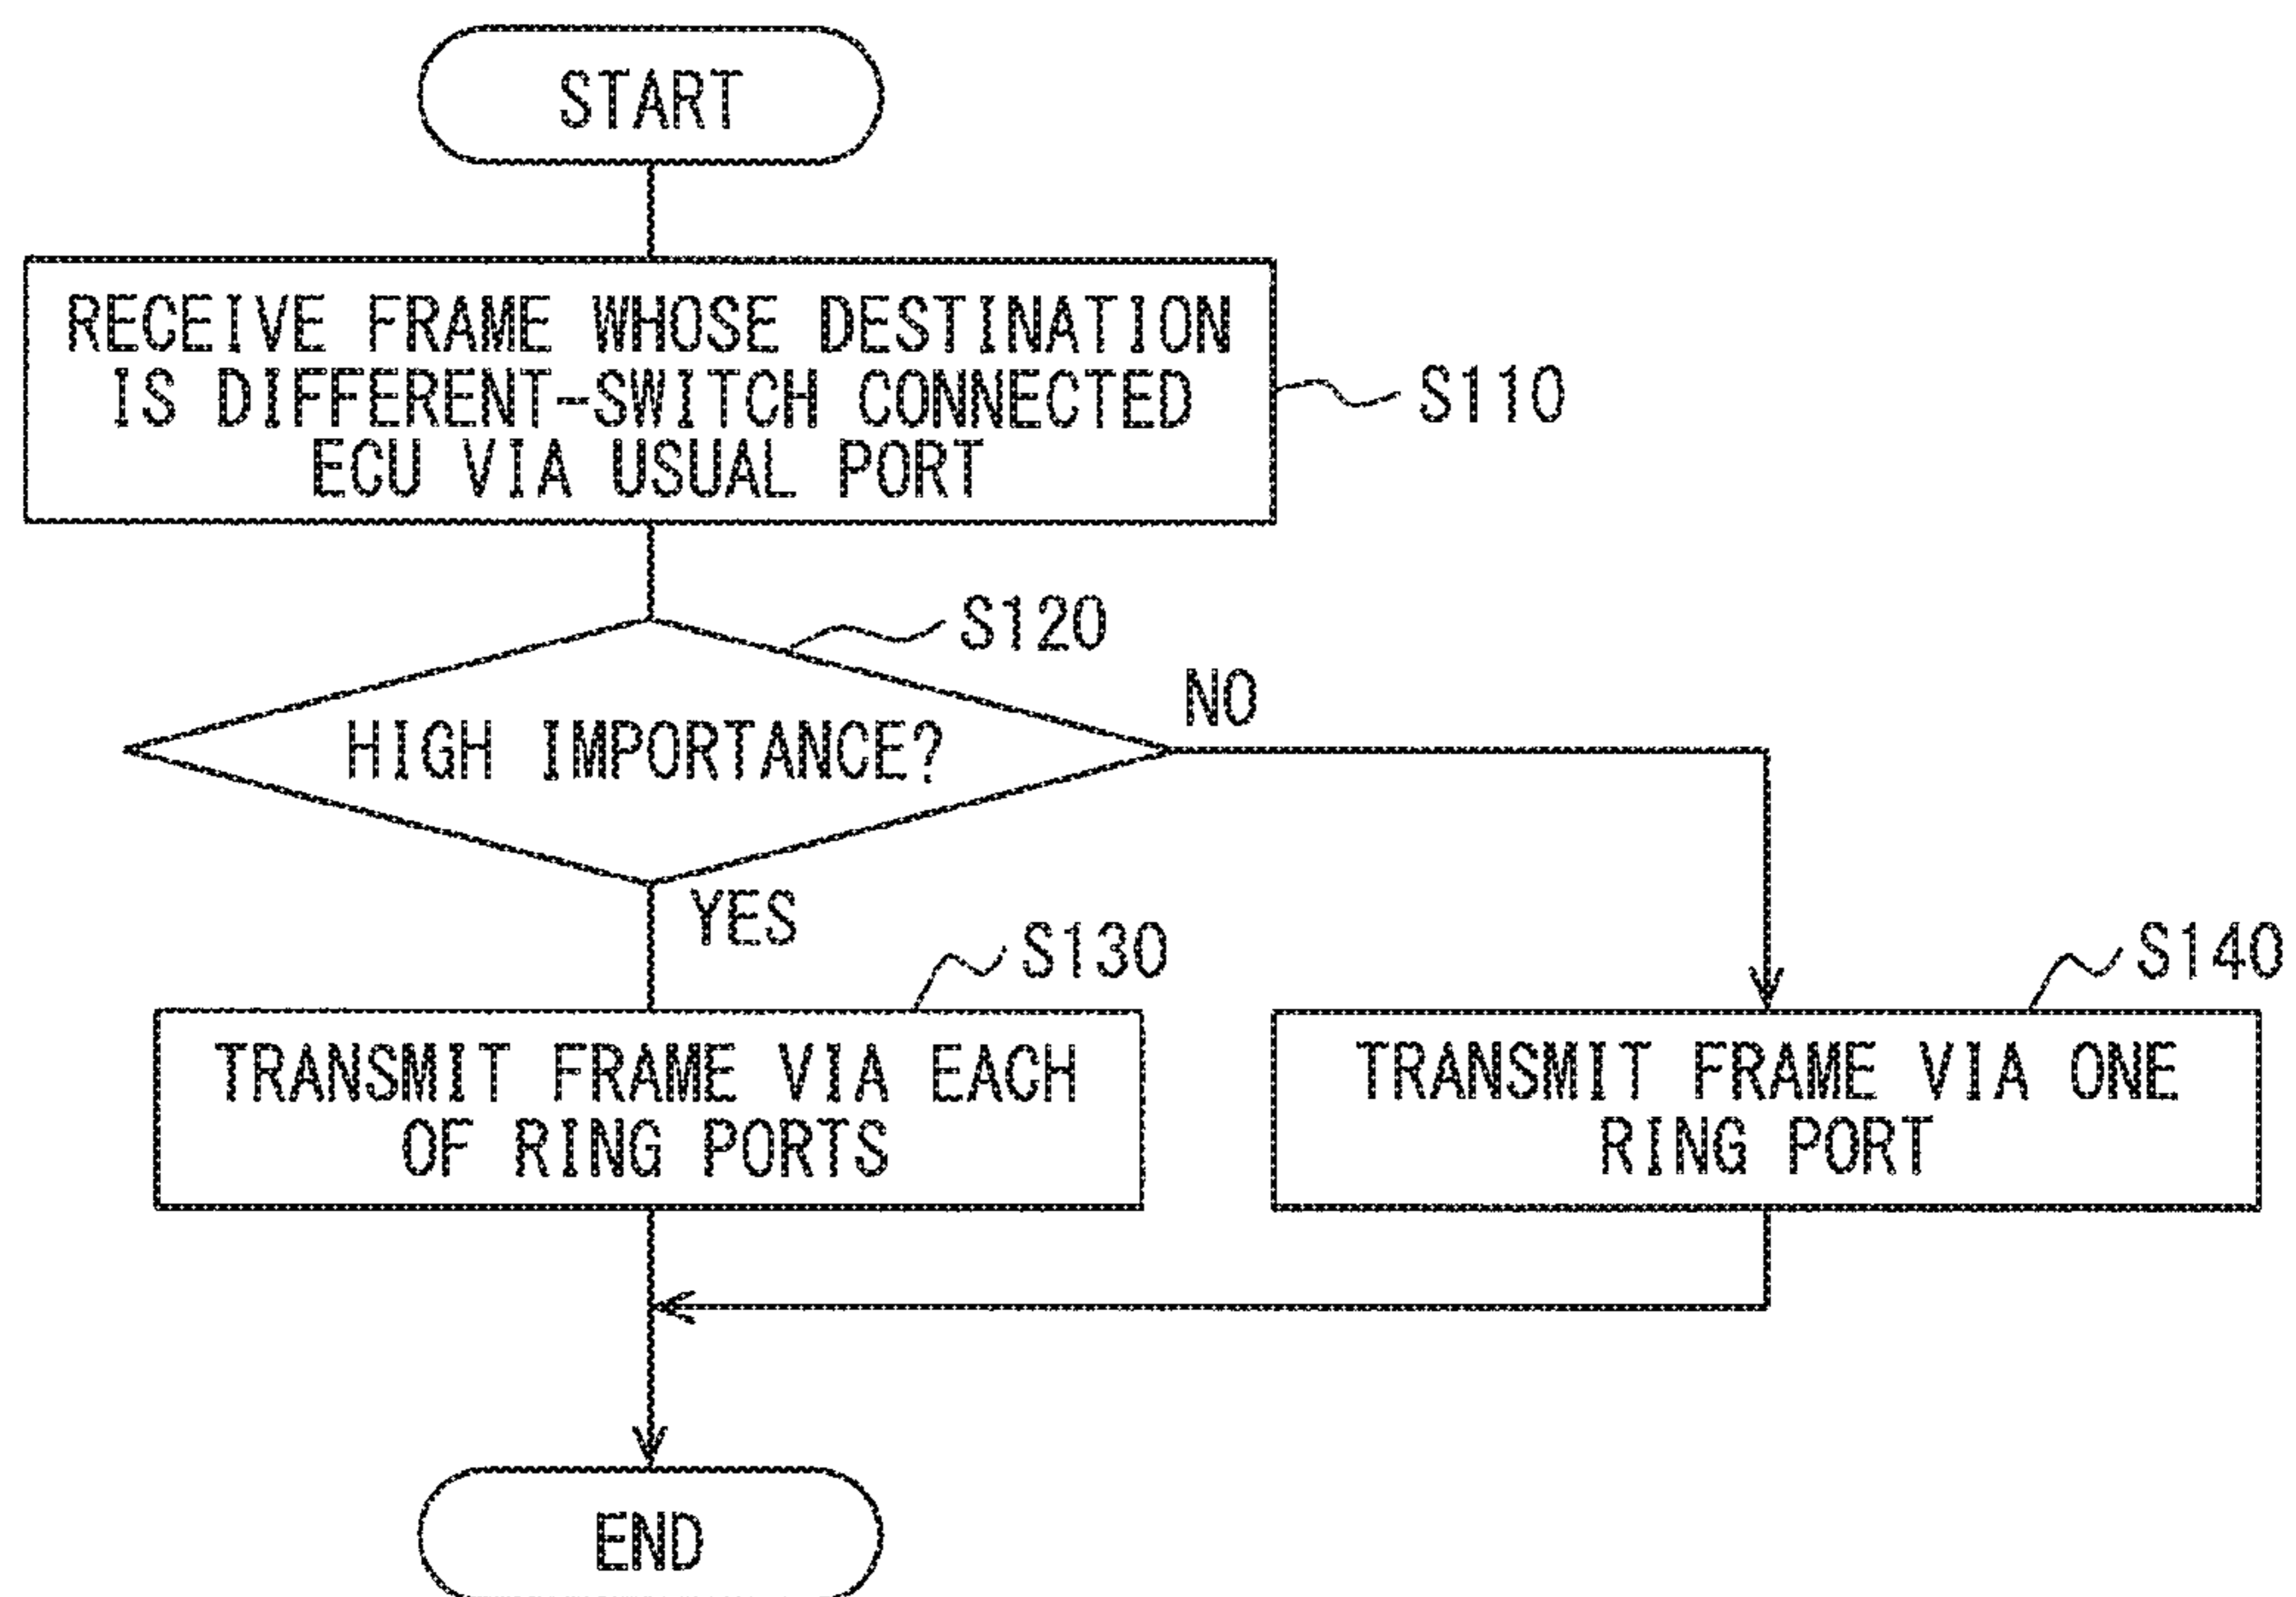 START
RECEIVE FRAME WHOSE DESTINATION
IS DIFFERENT-SWITCH CONNECTED
ECU VIA USUAL PORT
S110
S120
HIGH IMPORTANCE?
NO
YES
S130
TRANSMIT FRAME VIA EACH
OF RING PORTS
S140
TRANSMIT FRAME VIA ONE
RING PORT
END